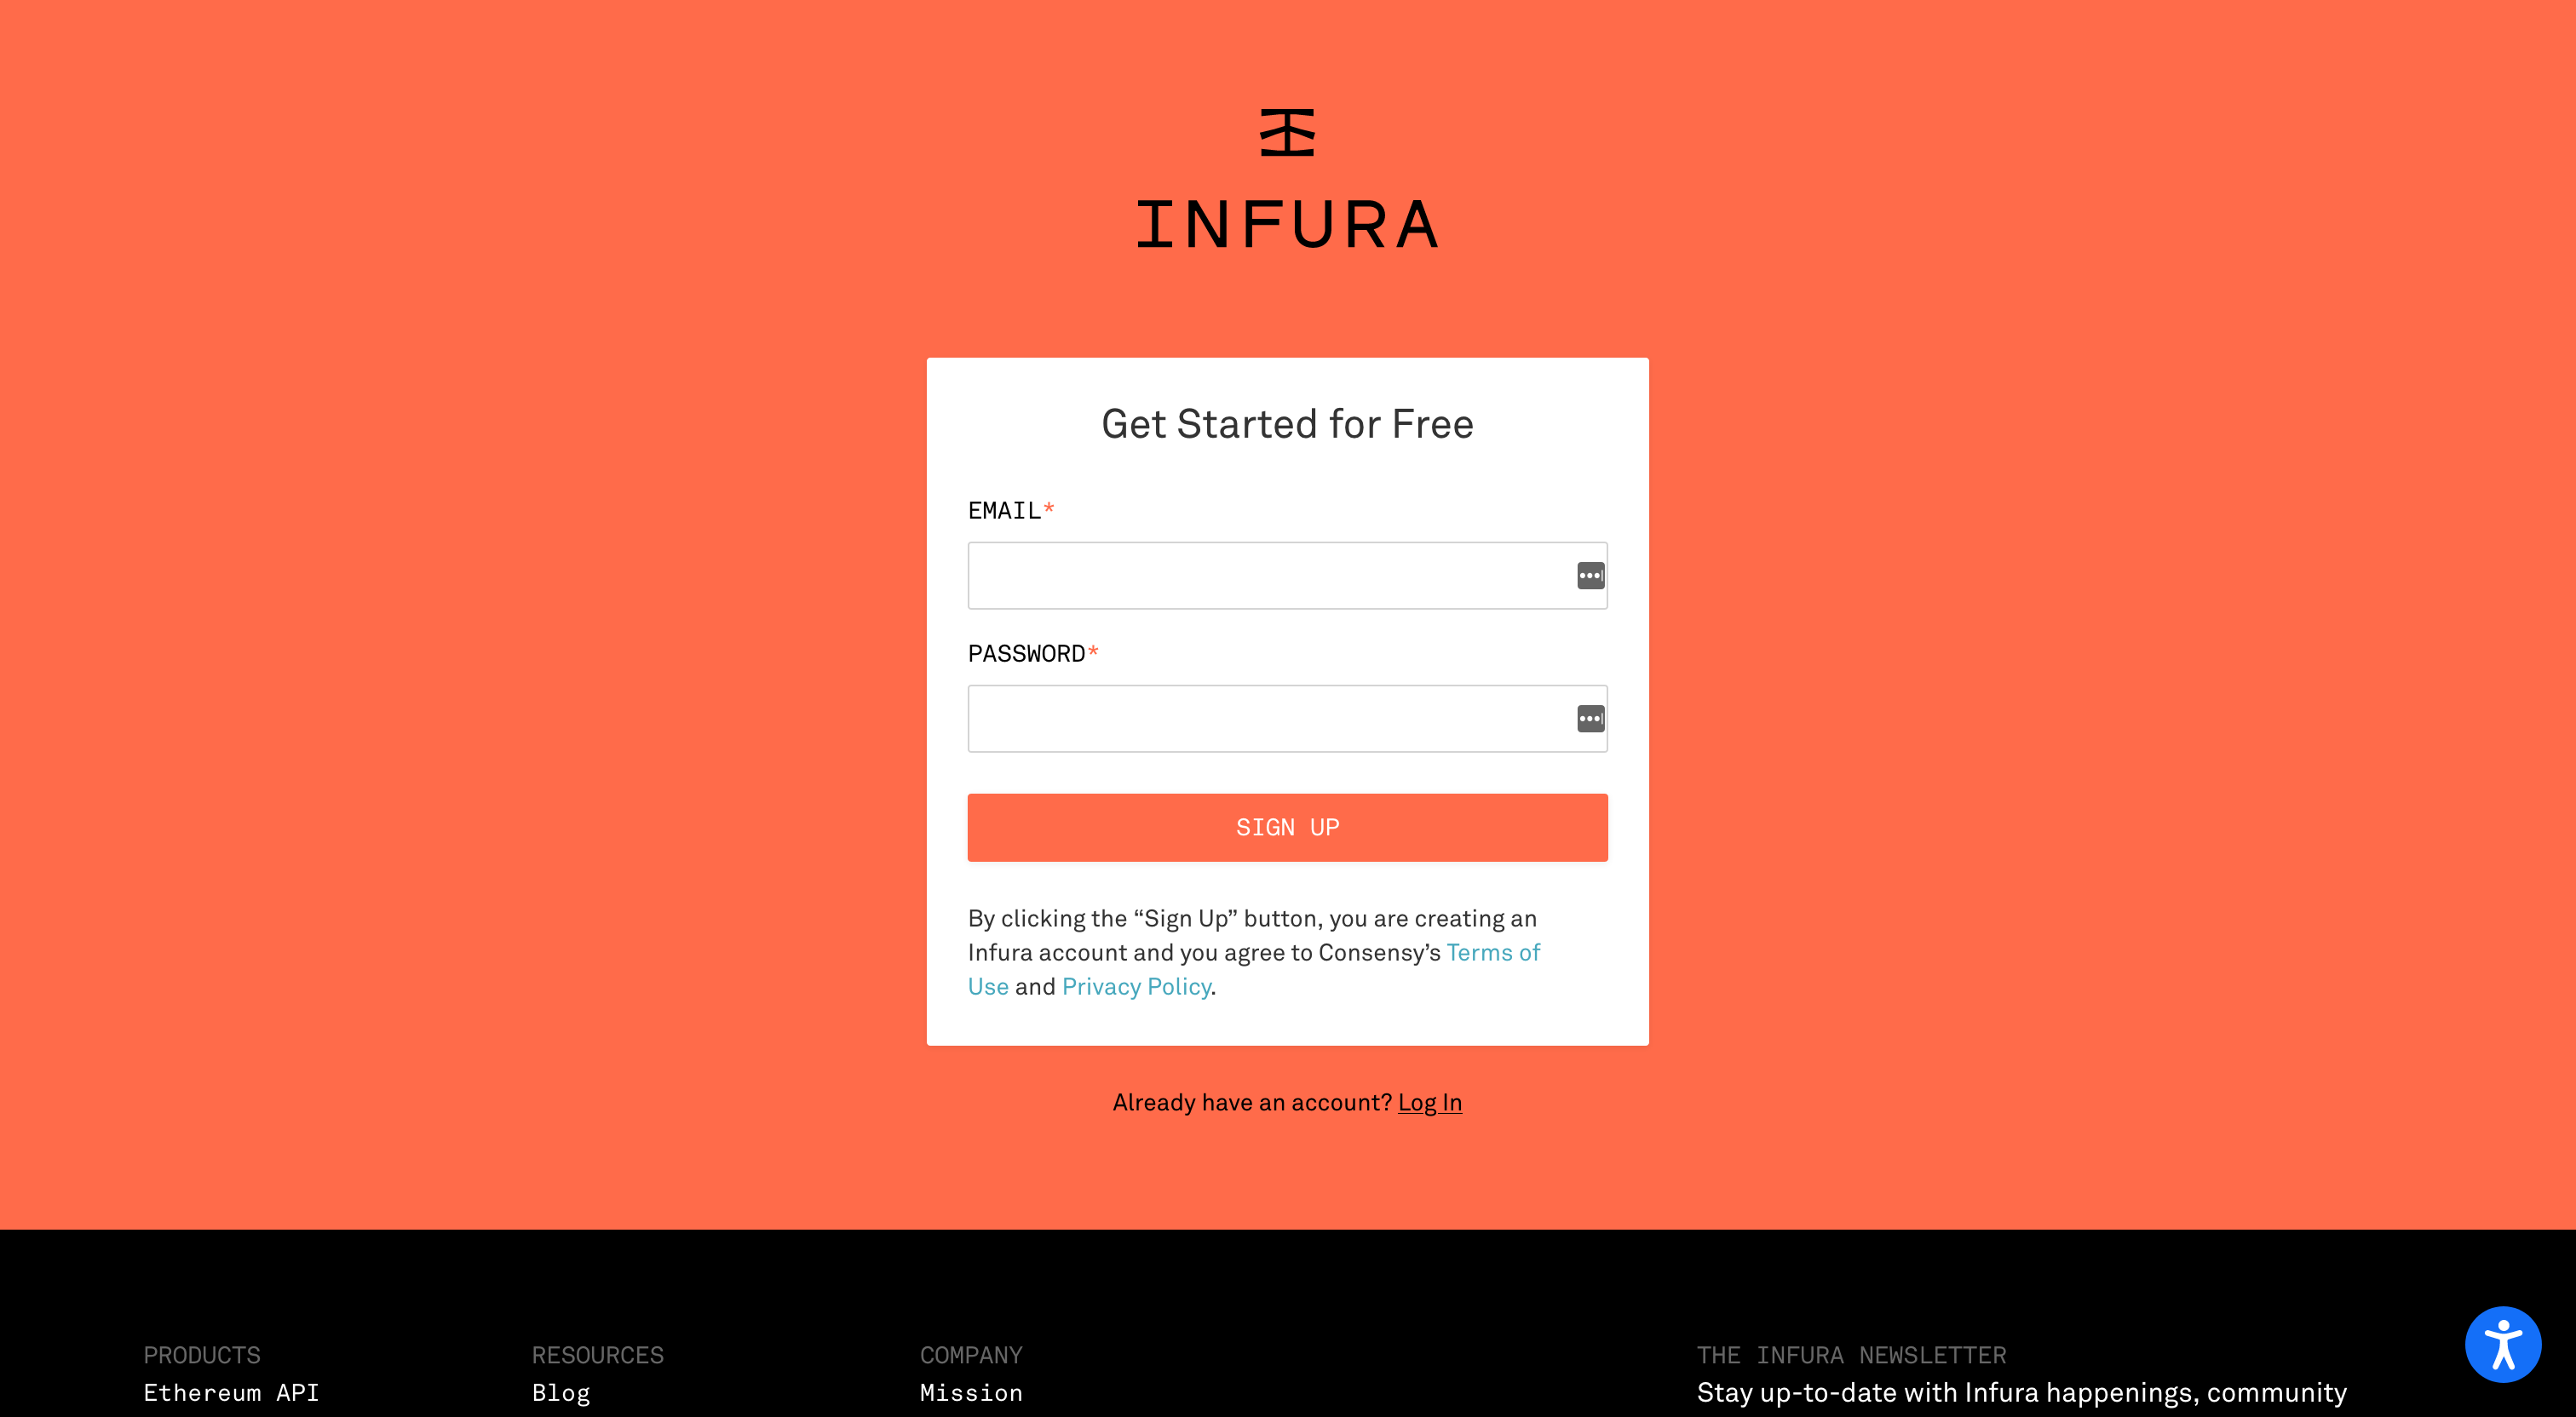 INFURA
Get Started for Free
EMAIL*
PASSWORD*
SIGN UP
By clicking the “Sign Up” button, you are creating an
Infura account and you agree to Consensy’s Terms of
Use and Privacy Policy.
Already have an account? Log In
PRODUCTS
Ethereum API
RESOURCES
Blog
COMPANY
Mission
THE INFURA NEWSLETTER
Stay up-to-date with Infura happenings, community